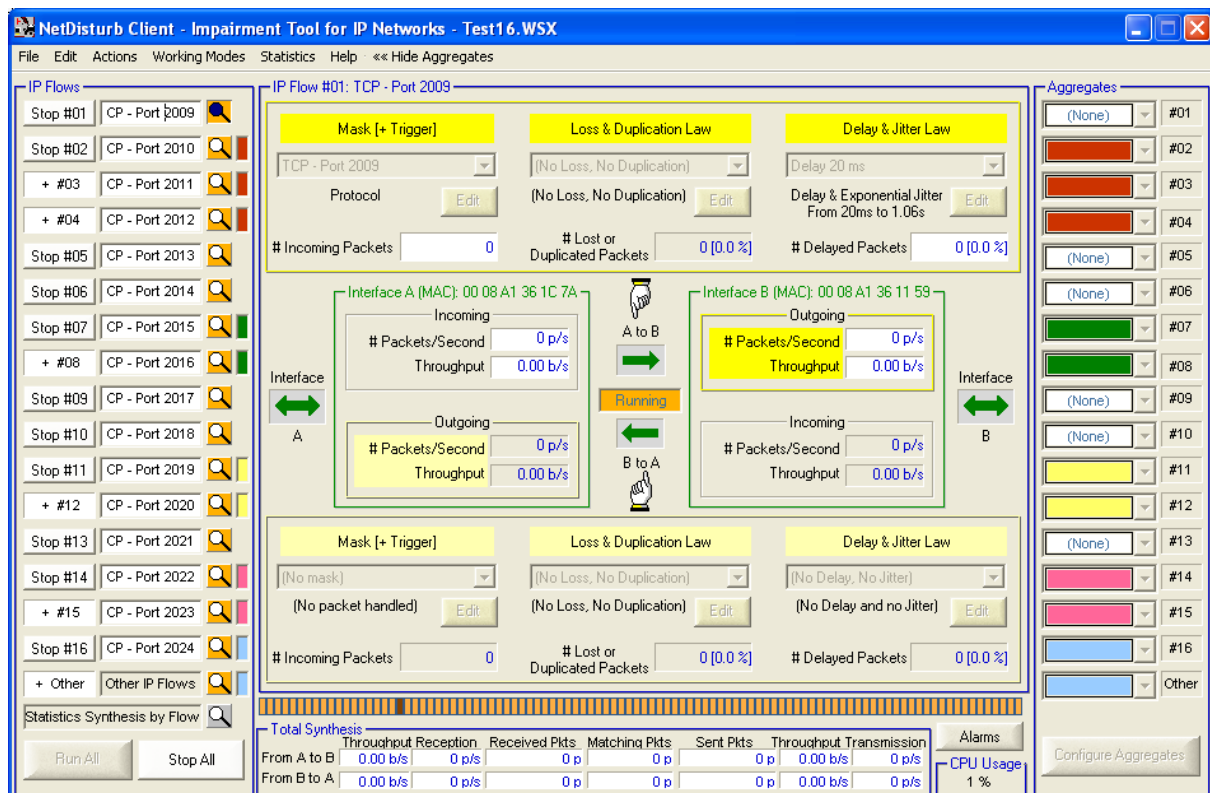 NetDisturb Client - Impairment Tool for IP Networks - Test16.WSX
File Edit Actions Working Modes Statistics Help «« Hide Aggregates
IP Flows
Stop #01 CP - Port 2009
Stop #02 CP - Port 2010
+ #03 CP - Port 2011
+ #04 CP - Port 2012
Stop #05 CP - Port 2013
Stop #06 CP - Port 2014
Stop #07 CP - Port 2015
+ #08 CP - Port 2016
Stop #09 CP - Port 2017
Stop #10 CP - Port 2018
Stop #11 CP - Port 2019
+ #12 CP - Port 2020
Stop #13 CP - Port 2021
Stop #14 CP - Port 2022
+ #15 CP - Port 2023
Stop #16 CP - Port 2024
+ Other Other IP Flows
Statistics Synthesis by Flow
Run All Stop All
IP Flow #01: TCP - Port 2009
Mask [+ Trigger] Loss & Duplication Law Delay & Jitter Law
TCP - Port 2009 (No Loss, No Duplication) Delay 20 ms
Protocol Edit (No Loss, No Duplication) Edit Delay & Exponential Jitter Edit
From 20ms to 1.06s
# Incoming Packets 0 # Lost or Duplicated Packets 0 [0.0 %] # Delayed Packets 0 [0.0 %]
Interface A (MAC): 00 08 A1 36 1C 7A
Incoming
# Packets/Second 0 p/s
Throughput 0.00 b/s
Interface
A
Outgoing
# Packets/Second 0 p/s
Throughput 0.00 b/s
A to B
Running
B to A
Interface B (MAC): 00 08 A1 36 11 59
Outgoing
# Packets/Second 0 p/s
Throughput 0.00 b/s
Interface
B
Incoming
# Packets/Second 0 p/s
Throughput 0.00 b/s
Mask [+ Trigger] Loss & Duplication Law Delay & Jitter Law
(No mask) (No Loss, No Duplication) (No Delay, No Jitter)
(No packet handled) Edit (No Loss, No Duplication) Edit (No Delay and no Jitter) Edit
# Incoming Packets 0 # Lost or Duplicated Packets 0 [0.0 %] # Delayed Packets 0 [0.0 %]
Total Synthesis
Throughput Reception Received Pkts Matching Pkts Sent Pkts Throughput Transmission
From A to B 0.00 b/s 0 p/s 0 p 0 p 0 p 0.00 b/s 0 p/s
From B to A 0.00 b/s 0 p/s 0 p 0 p 0 p 0.00 b/s 0 p/s
Alarms
CPU Usage
1 %
Aggregates
(None) #01
#02
#03
#04
(None) #05
(None) #06
#07
#08
(None) #09
(None) #10
#11
#12
(None) #13
#14
#15
#16
Other
Configure Aggregates